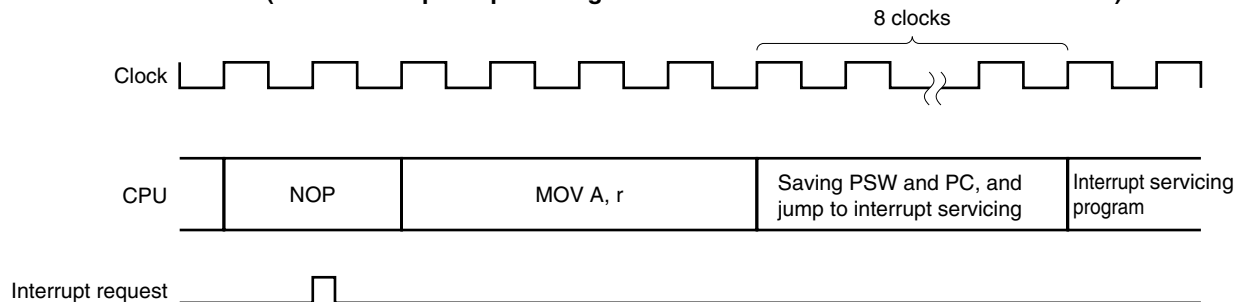 8 clocks
Clock
CPU
NOP
MOV A, r
Saving PSW and PC, and
jump to interrupt servicing
Interrupt servicing
program
Interrupt request